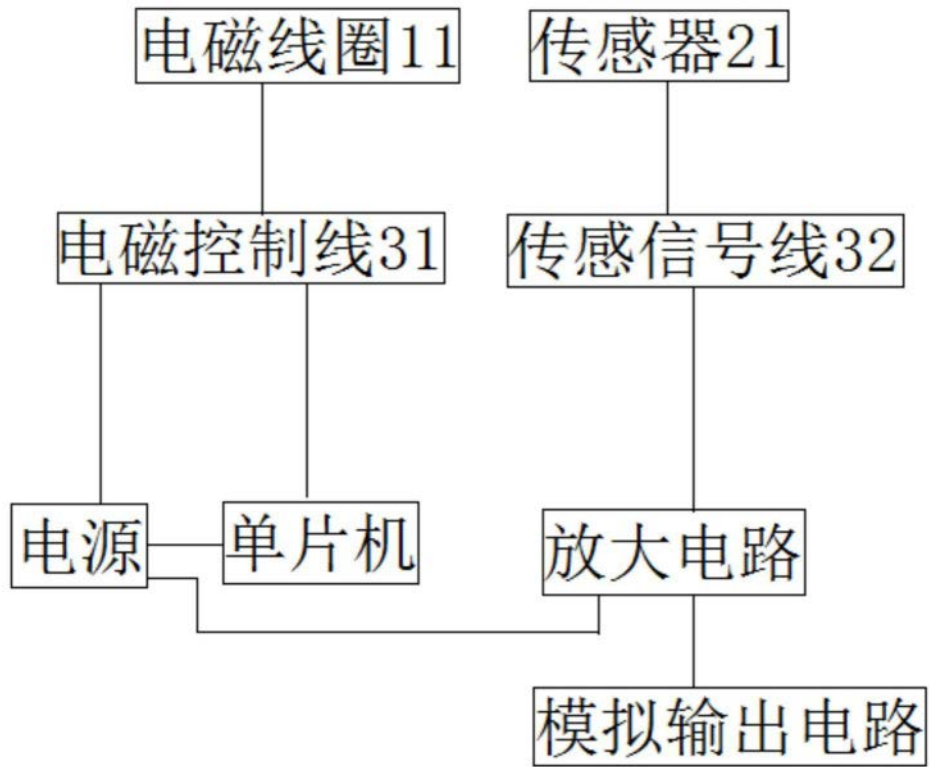 电磁线圈11
传感器21
电磁控制线31
传感信号线32
电源
单片机
放大电路
模拟输出电路